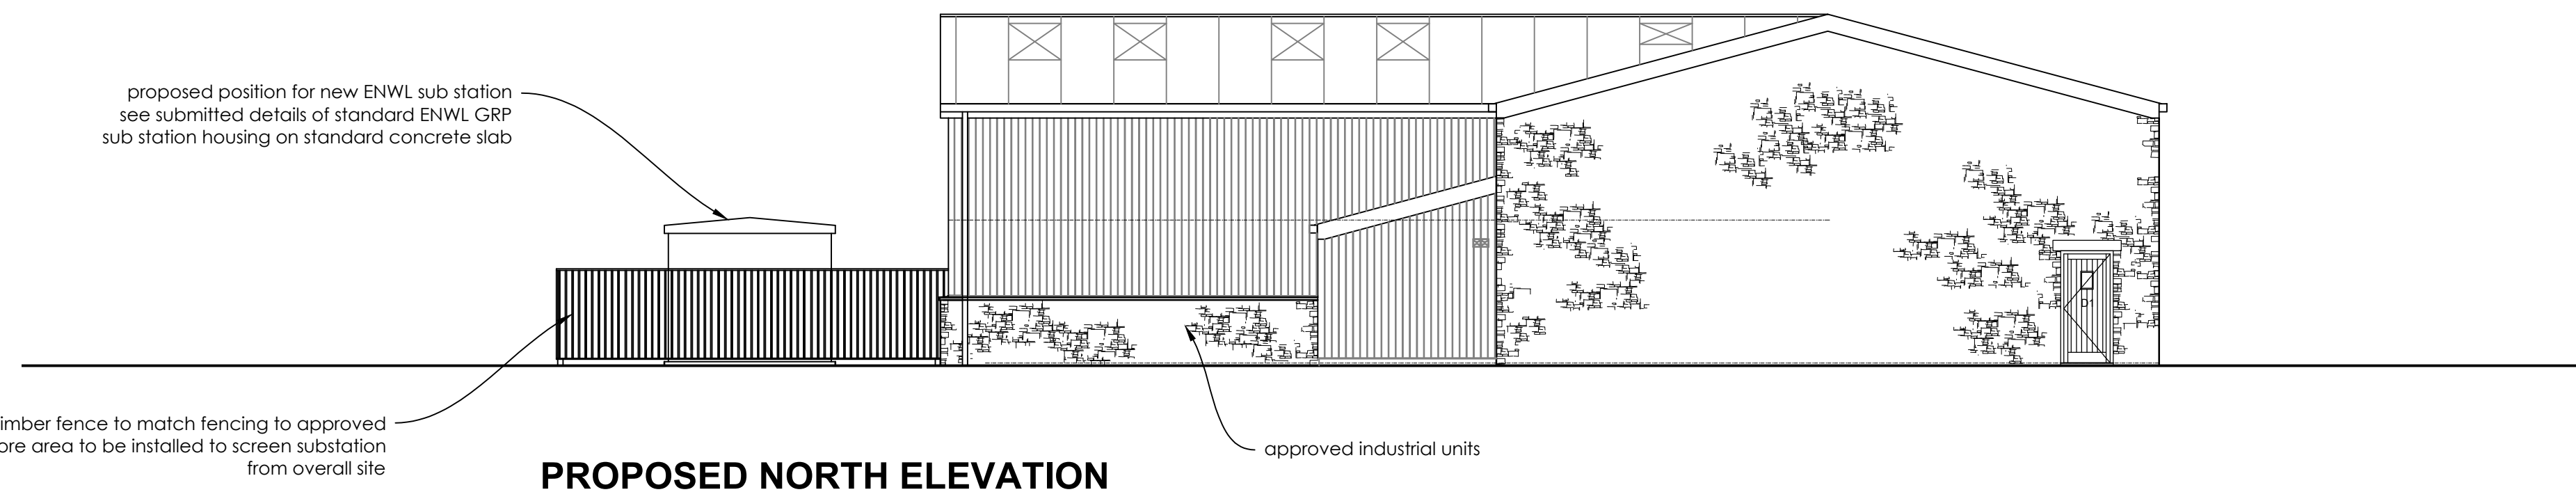 proposed position for new ENWL sub station
see submitted details of standard ENWL GRP
sub station housing on standard concrete slab
D1
fence to match fencing to approved
area to be installed to screen substation
from overall site
approved industrial units
PROPOSED NORTH ELEVATION